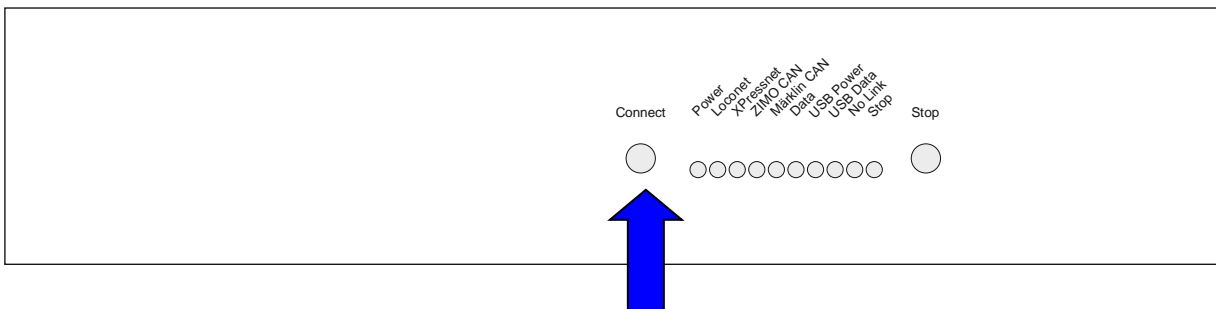 Connect
Power
Loconet
XPressnet
ZIMO CAN
Märklin CAN
Data
USB Power
USB Data
No Link
Stop
Stop